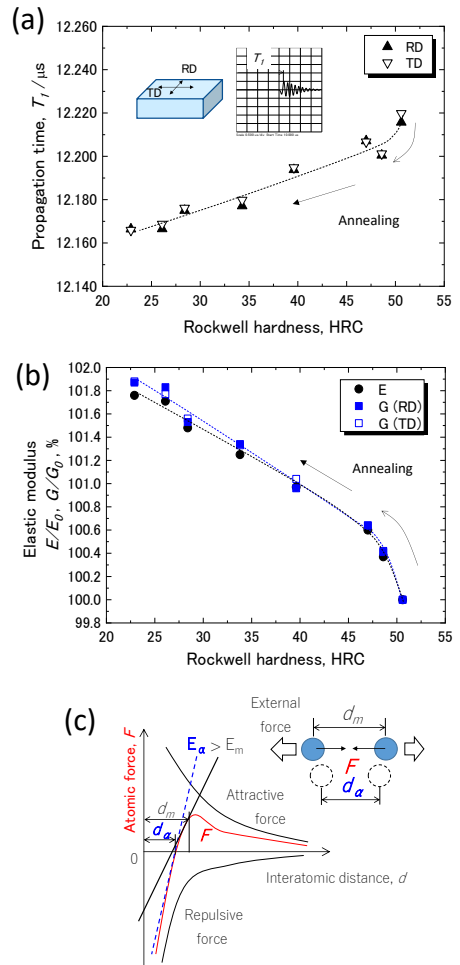 (a)
12.260
12.240
12.220
12.200
12.180
12.160
12.140
Propagation time, T₁ / μs
RD
TD
T₁
RD
TD
Annealing
20 25 30 35 40 45 50 55
Rockwell hardness, HRC
(b)
102.0
101.8
101.6
101.4
101.2
101.0
100.8
100.6
100.4
100.2
100.0
99.8
Elastic modulus
E/E₀, G/G₀, %
E
G (RD)
G (TD)
Annealing
20 25 30 35 40 45 50 55
Rockwell hardness, HRC
(c)
External
force
dₘ
F
dα
Atomic force, F
Eα > Eₘ
dₘ
Attractive
force
dα
F
0
Interatomic distance, d
Repulsive
force